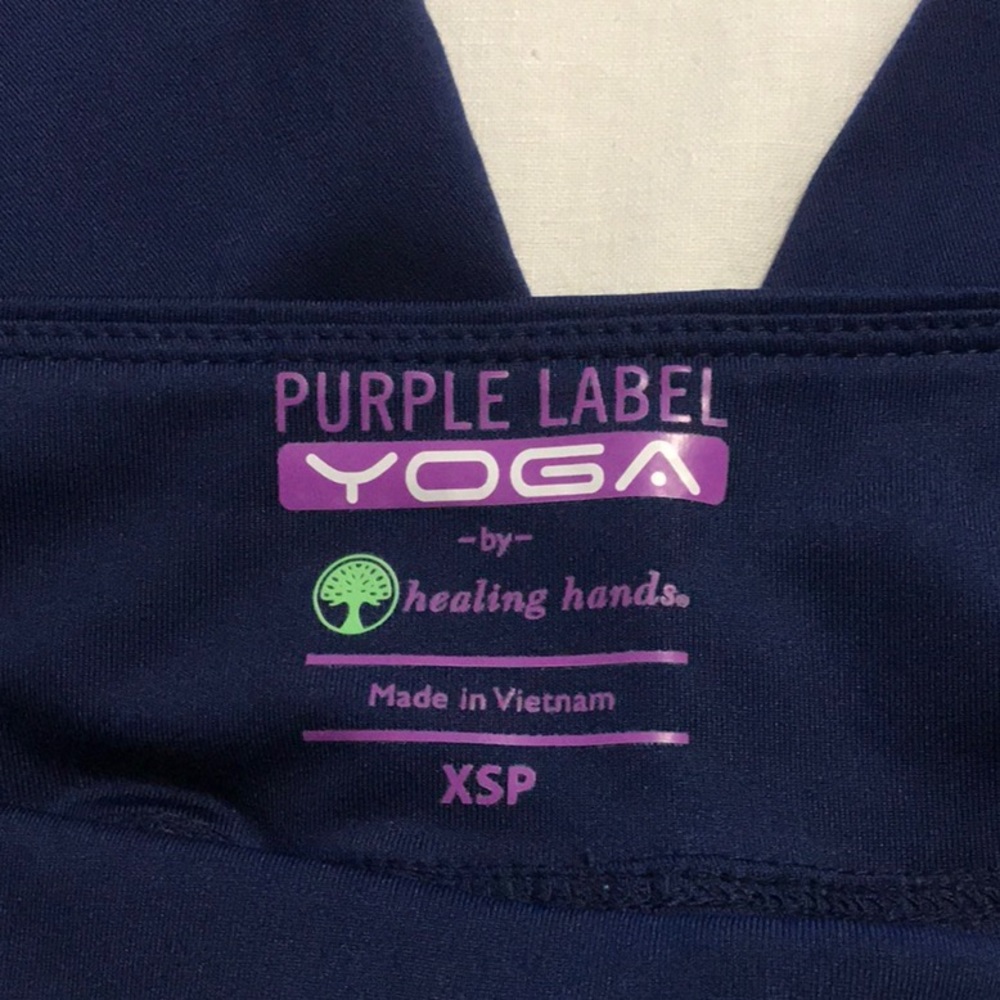 PURPLE LABEL
YOGA
-by-
healing hands®
Made in Vietnam
XSP